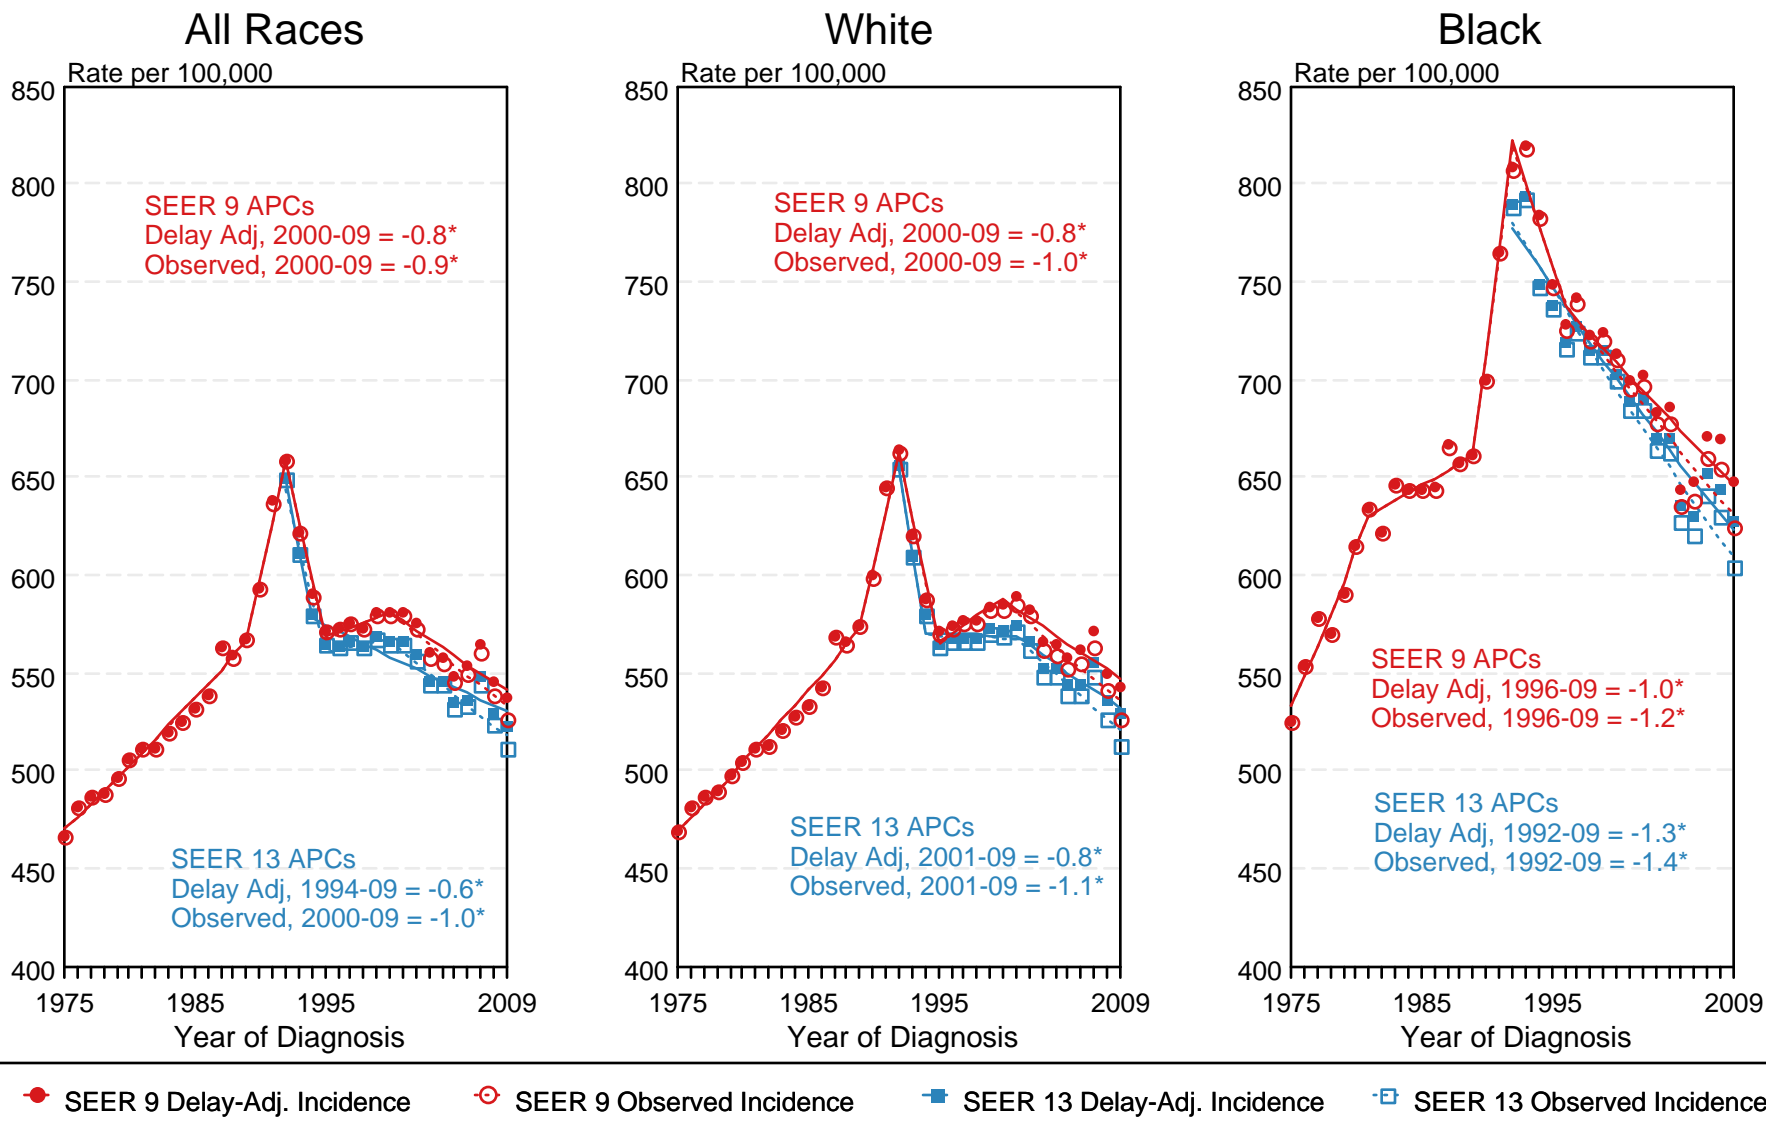 All Races
Rate per 100,000
850
800
750
700
650
600
550
500
450
400
SEER 9 APCs
Delay Adj, 2000-09 = -0.8*
Observed, 2000-09 = -0.9*
SEER 13 APCs
Delay Adj, 1994-09 = -0.6*
Observed, 2000-09 = -1.0*
1975 1985 1995 2009
Year of Diagnosis
White
Rate per 100,000
850
800
750
700
650
600
550
500
450
400
SEER 9 APCs
Delay Adj, 2000-09 = -0.8*
Observed, 2000-09 = -1.0*
SEER 13 APCs
Delay Adj, 2001-09 = -0.8*
Observed, 2001-09 = -1.1*
1975 1985 1995 2009
Year of Diagnosis
Black
Rate per 100,000
850
800
750
700
650
600
550
500
450
400
SEER 9 APCs
Delay Adj, 1996-09 = -1.0*
Observed, 1996-09 = -1.2*
SEER 13 APCs
Delay Adj, 1992-09 = -1.3*
Observed, 1992-09 = -1.4*
1975 1985 1995 2009
Year of Diagnosis
SEER 9 Delay-Adj. Incidence SEER 9 Observed Incidence SEER 13 Delay-Adj. Incidence SEER 13 Observed Incidence